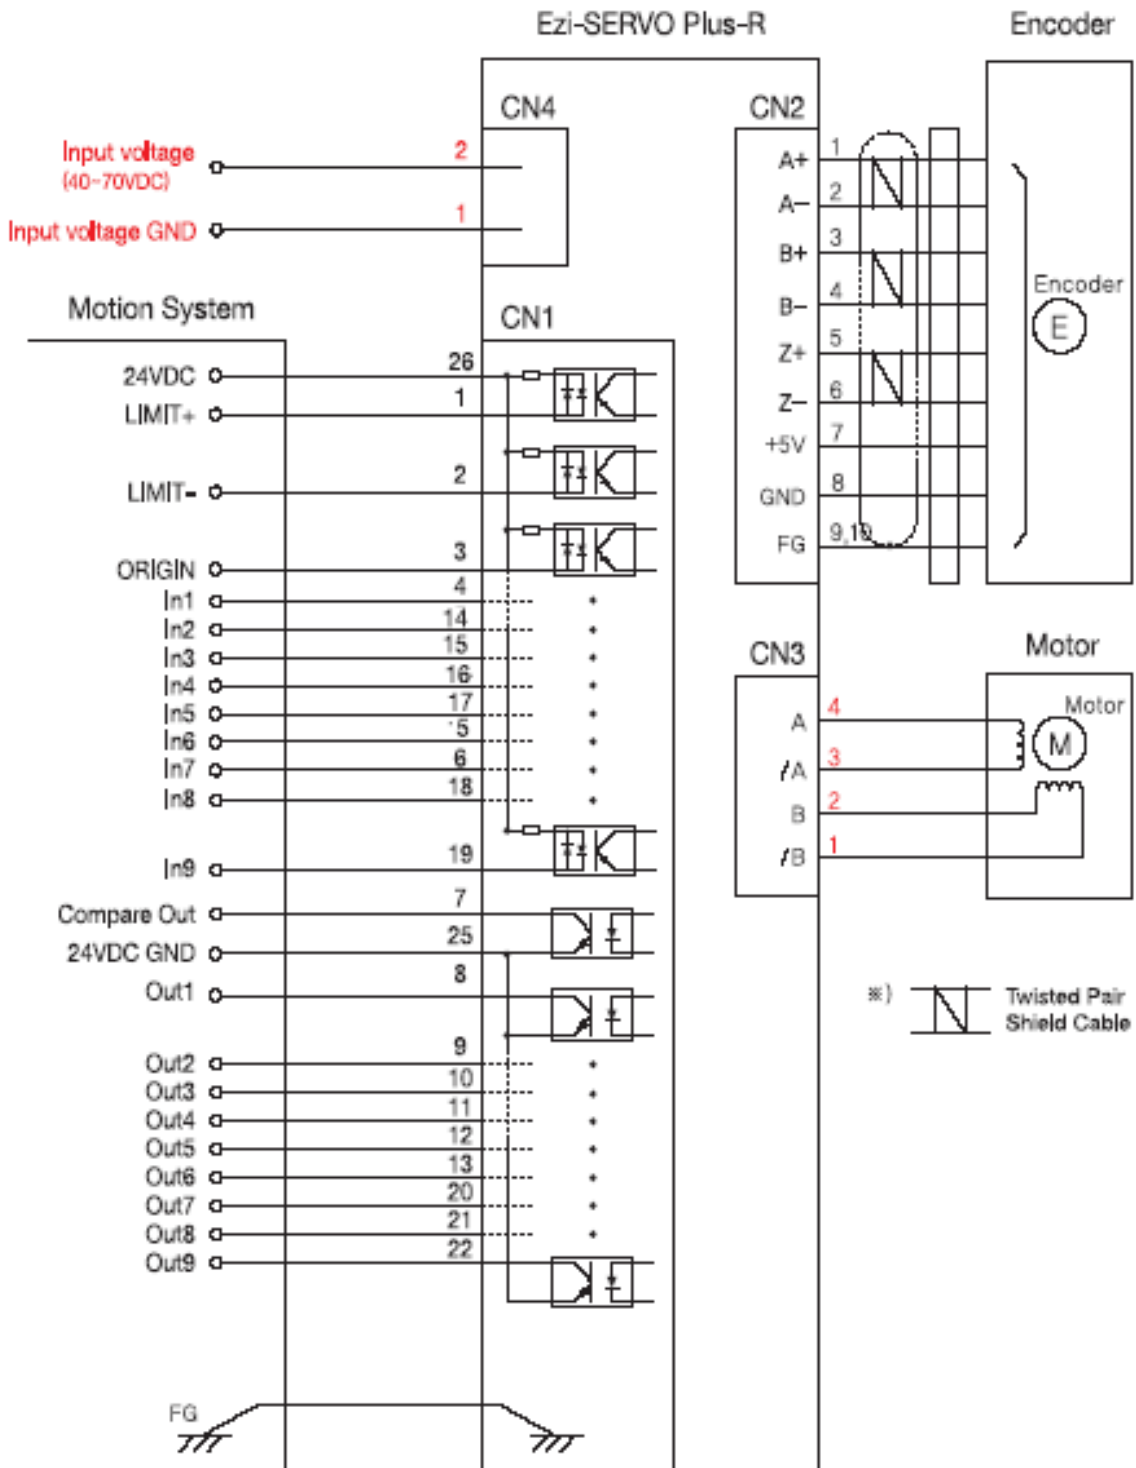 Ezi-SERVO Plus-R
Encoder
CN4
CN2
Input voltage
(40~70VDC)
2
Input voltage GND
1
A+ 1
A- 2
B+ 3
B- 4
Z+ 5
Z- 6
+5V 7
GND 8
FG 9,10
Encoder
E
Motion System
CN1
24VDC 26
LIMIT+ 1
LIMIT- 2
ORIGIN 3
In1 4
In2 14
In3 15
In4 16
In5 17
In6 5
In7 6
In8 18
In9 19
Compare Out 7
24VDC GND 25
Out1 8
Out2 9
Out3 10
Out4 11
Out5 12
Out6 13
Out7 20
Out8 21
Out9 22
FG
CN3
Motor
A 4
/A 3
B 2
/B 1
Motor
M
※) Twisted Pair
Shield Cable